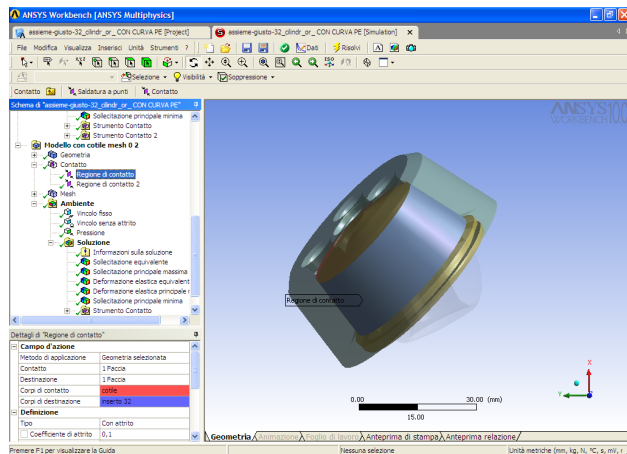 ANSYS Workbench [ANSYS Multiphysics]
assieme-giusto-32_clindr_or_ CON CURVA PE [Project]
assieme-giusto-32_cilindr_or_ CON CURVA PE [Simulation]
File Modifica Visualizza Inserisci Unità Strumenti ?
Dati Risolvi
Selezione Visibilità Soppressione
Contatto Saldatura a punti Contatto
Schema di "assieme-giusto-32_cilindr_or_ CON CURVA PE"
Sollecitazione principale minima
Strumento Contatto
Strumento Contatto 2
Modello con cotile mesh 0 2
Geometria
Contatto
Regione di contatto
Regione di contatto 2
Mesh
Ambiente
Vincolo fisso
Vincolo senza attrito
Pressione
Soluzione
Informazioni sulla soluzione
Sollecitazione equivalente
Sollecitazione principale massima
Deformazione elastica equivalent
Deformazione elastica principale r
Sollecitazione principale minima
Strumento Contatto
Dettagli di "Regione di contatto"
Campo d'azione
Metodo di applicazione Geometria selezionata
Contatto 1 Faccia
Destinazione 1 Faccia
Corpi di contatto cotile
Corpi di destinazione inserto 32
Definizione
Tipo Con attrito
Coefficiente di attrito 0,1
ANSYS100
WORKBENCH
Regione di contatto
0.00 30.00 (mm)
15.00
X
Y
Geometria Animazione Foglio di lavoro Anteprima di stampa Anteprima relazione
Premere F1 per visualizzare la Guida Nessuna selezione Unità metriche (mm, kg, N, °C, s, mV, r